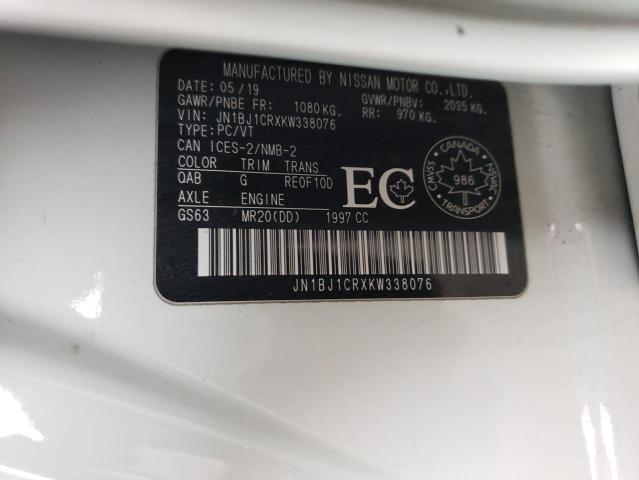 MANUFACTURED BY NISSAN MOTOR CO.,LTD.
DATE: 05/19
GAWR/PNBE FR: 1080KG. GVWR/PNBV: 2035 KG.
RR: 970 KG.
VIN: JN1BJ1CRXKW338076
TYPE: PC/VT
CAN ICES-2/NMB-2
COLOR TRIM TRANS
QAB G RE0F10D
AXLE ENGINE
GS63 MR20(DD) 1997 CC
EC
CMVSS CANADA NSVAC
986
TRANSPORT
JN1BJ1CRXKW338076